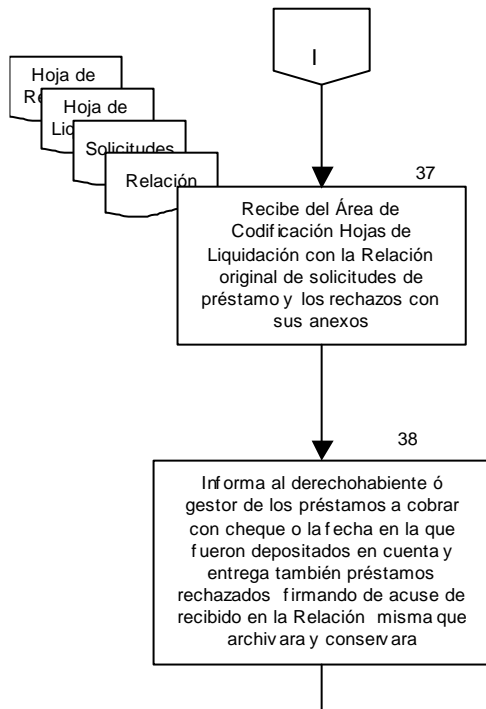 I
Hoja de
Re
Hoja de
Liq
Solicitudes
Relación
37
Recibe del Área de
Codificación Hojas de
Liquidación con la Relación
original de solicitudes de
préstamo y los rechazos con
sus anexos
38
Informa al derechohabiente ó
gestor de los préstamos a cobrar
con cheque o la fecha en la que
fueron depositados en cuenta y
entrega también préstamos
rechazados firmando de acuse de
recibido en la Relación misma que
archivara y conservara